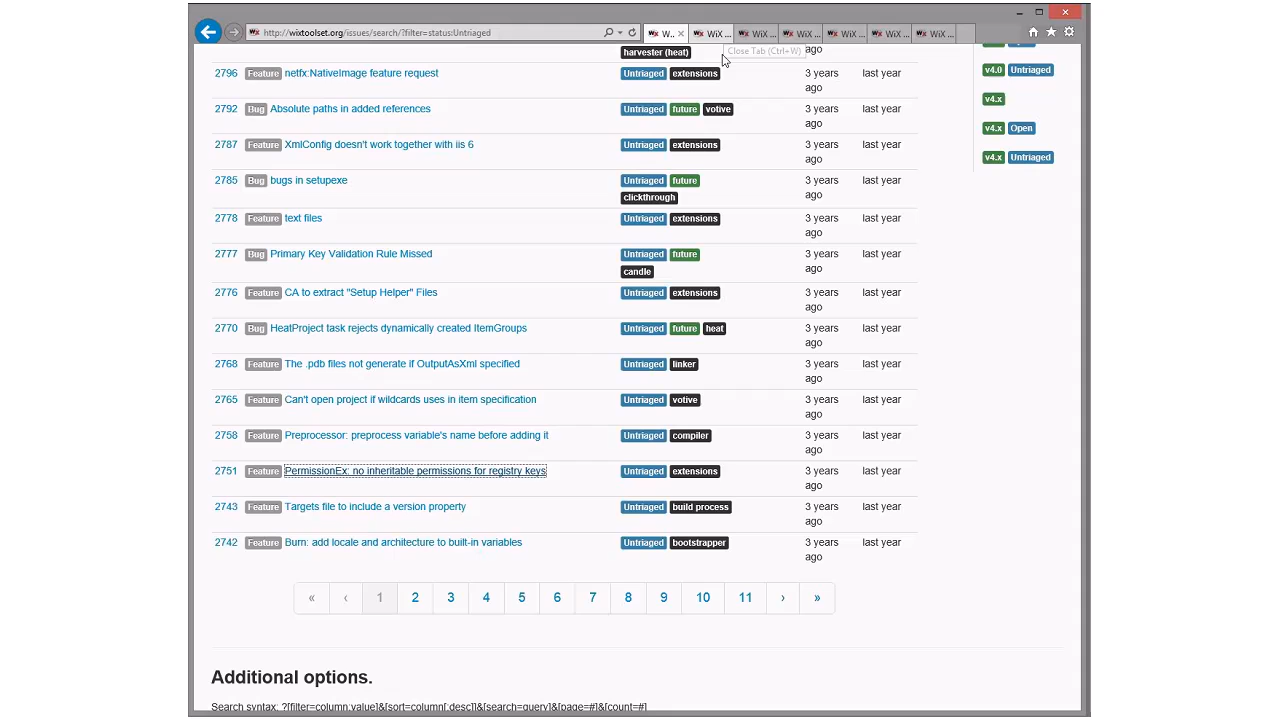 http://wixtoolset.org/issues/search/?filter=status:Untriaged
W...
WiX ...
WiX ...
WiX ...
WiX ...
WiX ...
WiX ...
Close Tab (Ctrl+W)
harvester (heat) ago
2796 Feature netfx:NativeImage feature request Untriaged extensions 3 years ago last year
2792 Bug Absolute paths in added references Untriaged future votive 3 years ago last year
2787 Feature XmlConfig doesn't work together with iis 6 Untriaged extensions 3 years ago last year
2785 Bug bugs in setupexe Untriaged future clickthrough 3 years ago last year
2778 Feature text files Untriaged extensions 3 years ago last year
2777 Bug Primary Key Validation Rule Missed Untriaged future candle 3 years ago last year
2776 Feature CA to extract "Setup Helper" Files Untriaged extensions 3 years ago last year
2770 Bug HeatProject task rejects dynamically created ItemGroups Untriaged future heat 3 years ago last year
2768 Feature The .pdb files not generate if OutputAsXml specified Untriaged linker 3 years ago last year
2765 Feature Can't open project if wildcards uses in item specification Untriaged votive 3 years ago last year
2758 Feature Preprocessor: preprocess variable's name before adding it Untriaged compiler 3 years ago last year
2751 Feature PermissionEx: no inheritable permissions for registry keys Untriaged extensions 3 years ago last year
2743 Feature Targets file to include a version property Untriaged build process 3 years ago last year
2742 Feature Burn: add locale and architecture to built-in variables Untriaged bootstrapper 3 years ago last year
v4.0 Untriaged
v4.x
v4.x Open
v4.x Untriaged
« ‹ 1 2 3 4 5 6 7 8 9 10 11 › »
Additional options.
Search syntax: ?[filter=column:value]&[sort=column[:desc]]&[search=query]&[page=#]&[count=#]